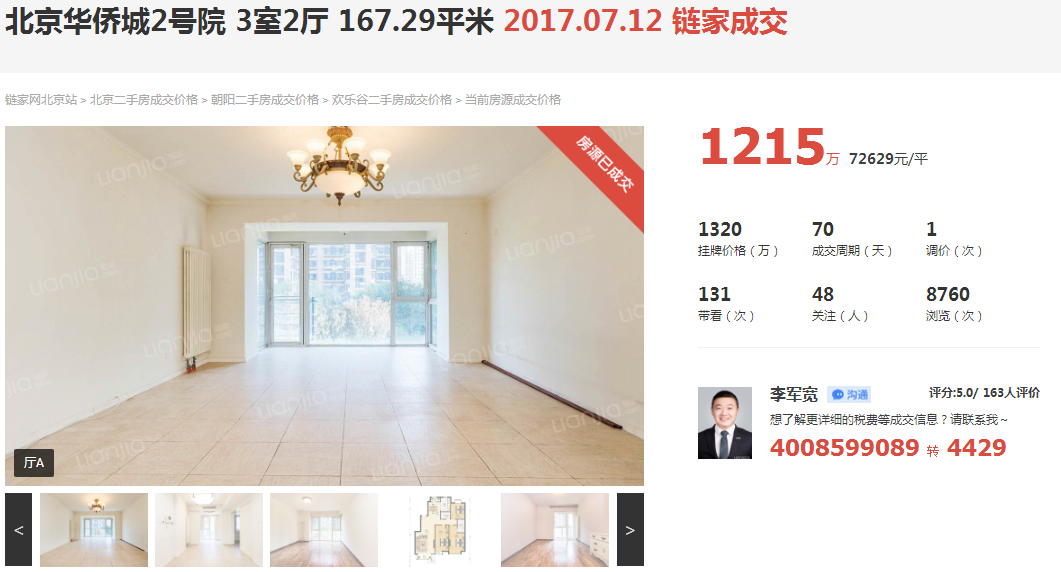 北京华侨城2号院 3室2厅 167.29平米 2017.07.12 链家成交
链家网北京站 > 北京二手房成交价格 > 朝阳二手房成交价格 > 欢乐谷二手房成交价格 > 当前房源成交价格
房源已成交
lianjia
厅A
<
>
1215万 72629元/平
1320 70 1
挂牌价格（万） 成交周期（天） 调价（次）
131 48 8760
带看（次） 关注（人） 浏览（次）
李军宽 沟通 评分:5.0/ 163人评价
想了解更详细的税费等成交信息？请联系我～
4008599089 转 4429